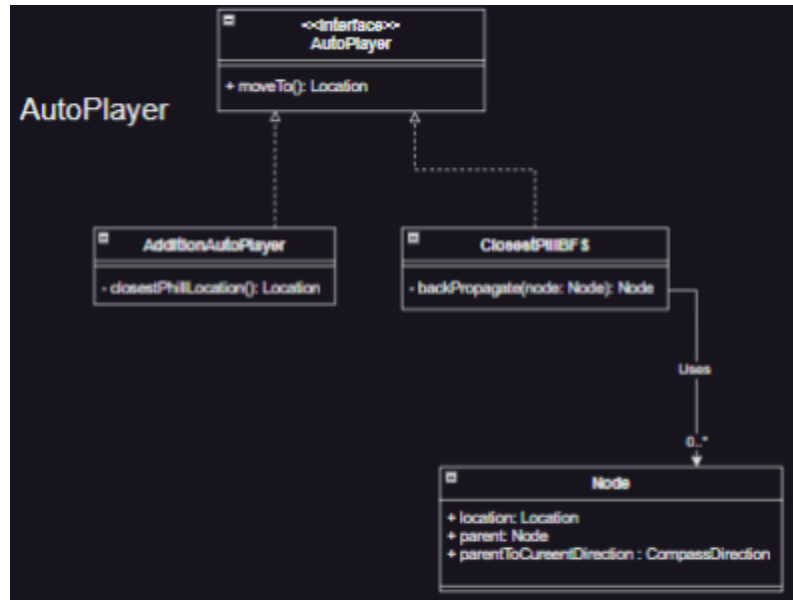 <<Interface>>
AutoPlayer
+ moveTo(): Location
AutoPlayer
AdditionAutoPlayer
- closestPhillLocation(): Location
ClosestPillBFS
- backPropagate(node: Node): Node
Uses
0..*
Node
+ location: Location
+ parent: Node
+ parentToCureentDirection : CompassDirection